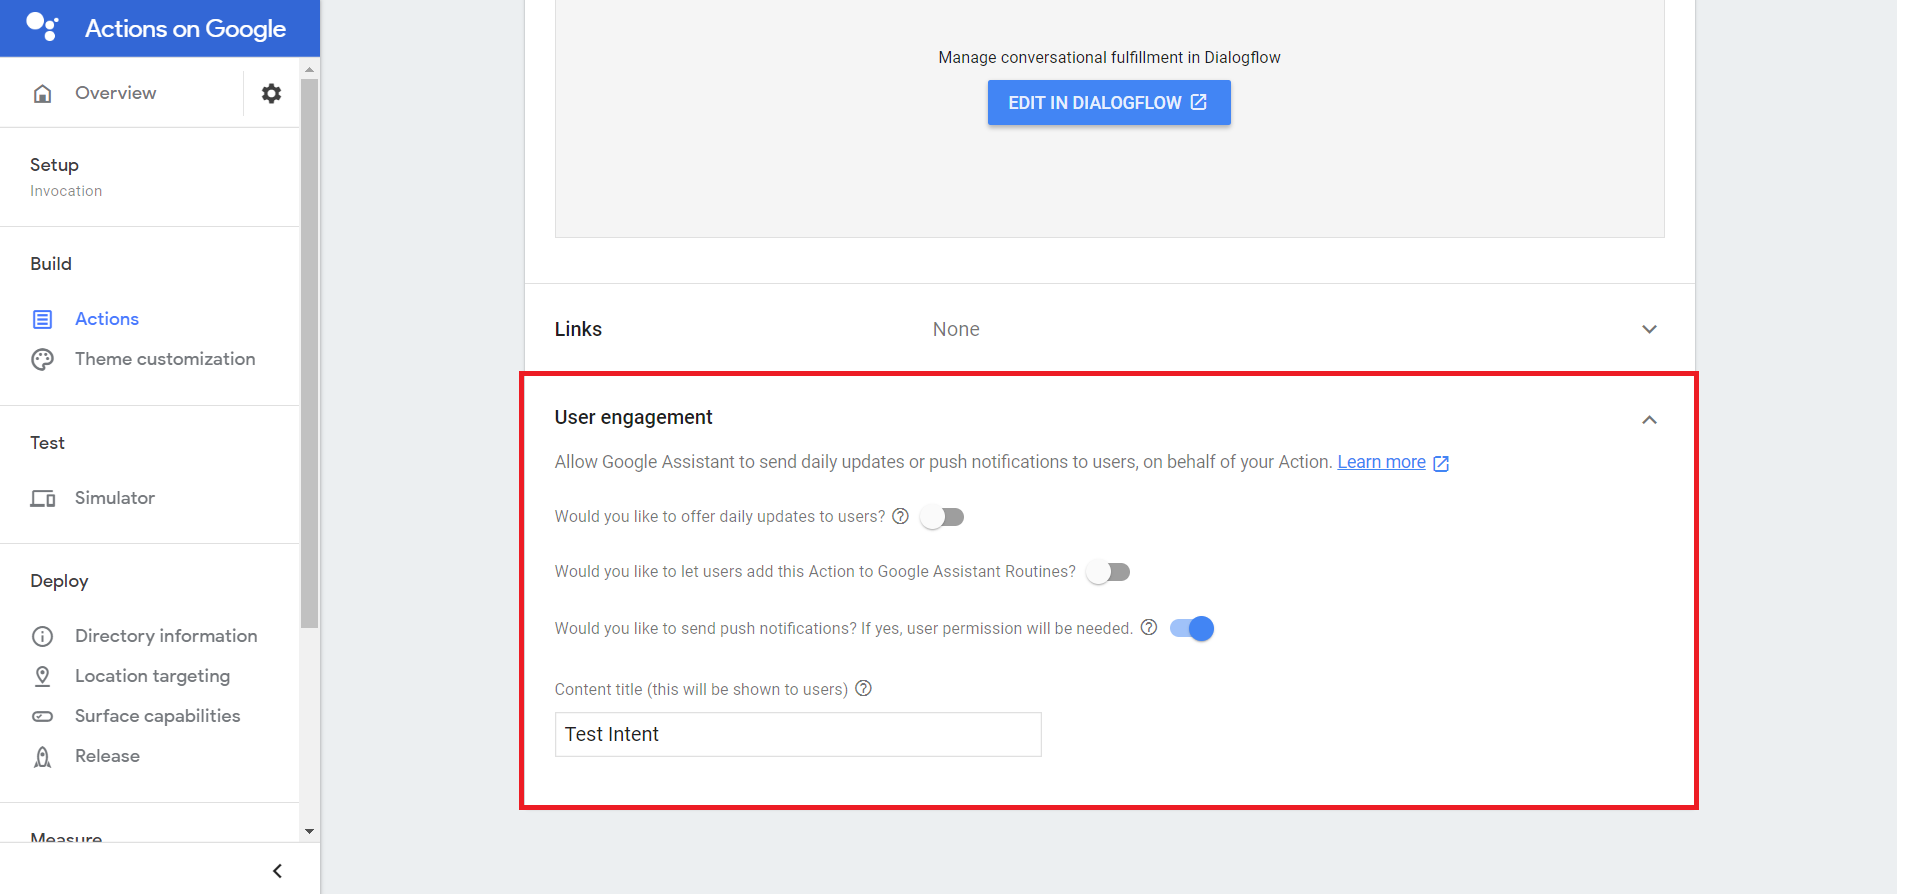 Actions on Google
Overview
Setup
Invocation
Build
Actions
Theme customization
Test
Simulator
Deploy
Directory information
Location targeting
Surface capabilities
Release
Measure
Manage conversational fulfillment in Dialogflow
EDIT IN DIALOGFLOW
Links None
User engagement
Allow Google Assistant to send daily updates or push notifications to users, on behalf of your Action. Learn more
Would you like to offer daily updates to users?
Would you like to let users add this Action to Google Assistant Routines?
Would you like to send push notifications? If yes, user permission will be needed.
Content title (this will be shown to users)
Test Intent